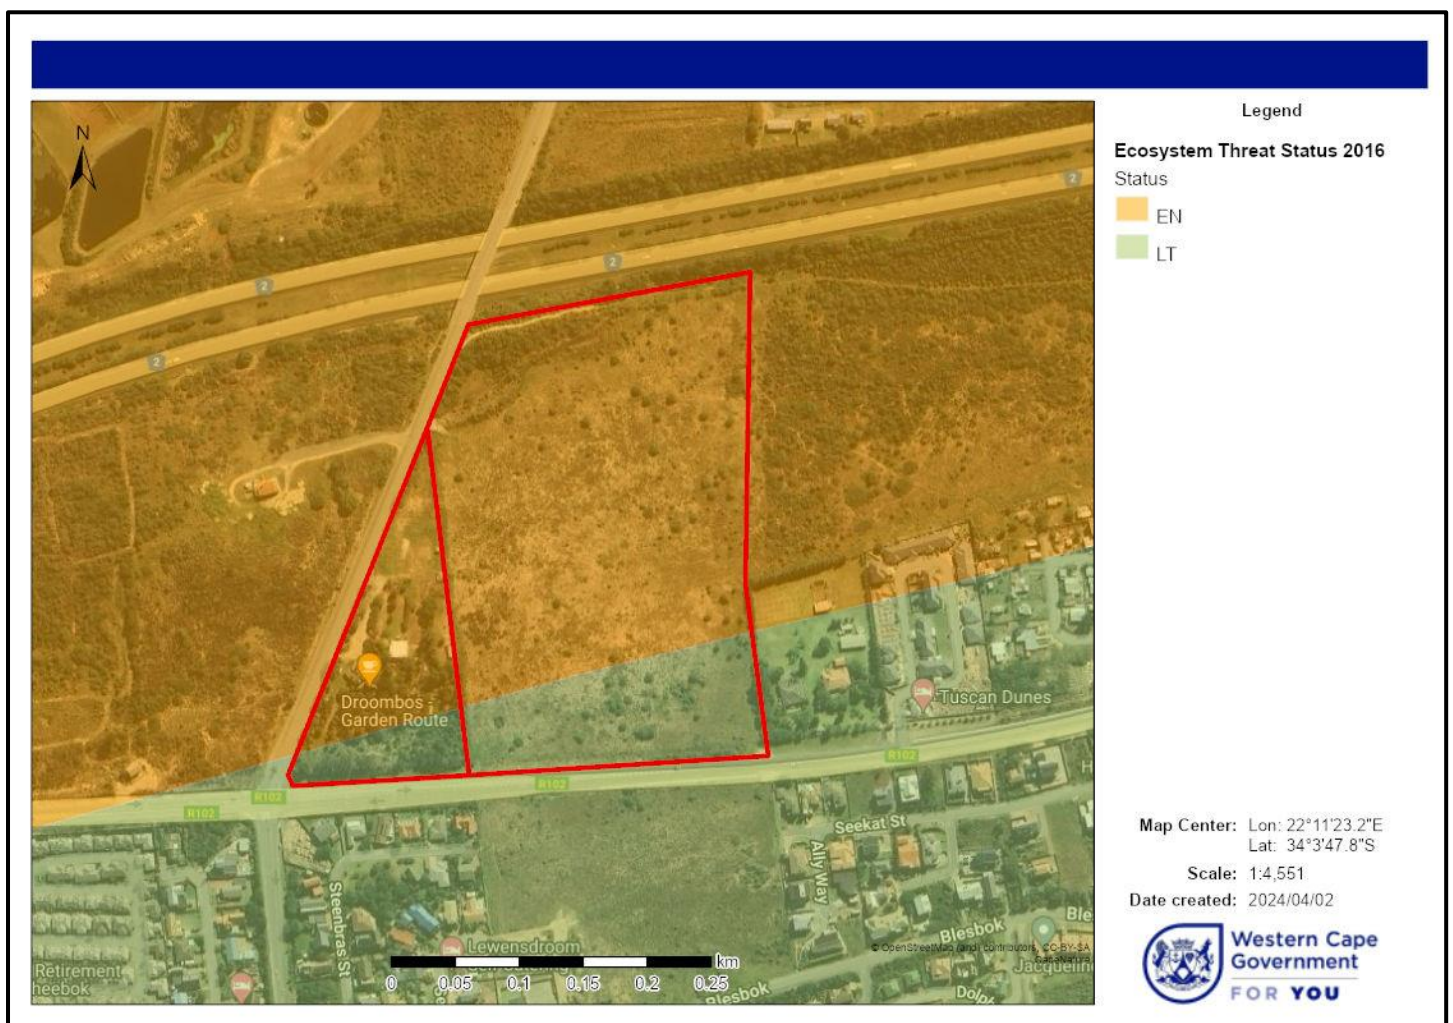 Legend
Ecosystem Threat Status 2016
Status
EN
LT
N
2
2
2
2
Droombos -
Garden Route
Tuscan Dunes
R102
R102
R102
R102
Seekat St
Ally Way
Steenbras St
Lewensdroom
Blesbok
Blesbok
Retirement
heebok
Jacqueline
© OpenStreetMap (and) contributors, CC-BY-SA
CapeNature
km
0 0.05 0.1 0.15 0.2 0.25
Map Center: Lon: 22°11'23.2"E
Lat: 34°3'47.8"S
Scale: 1:4,551
Date created: 2024/04/02
Western Cape
Government
FOR YOU